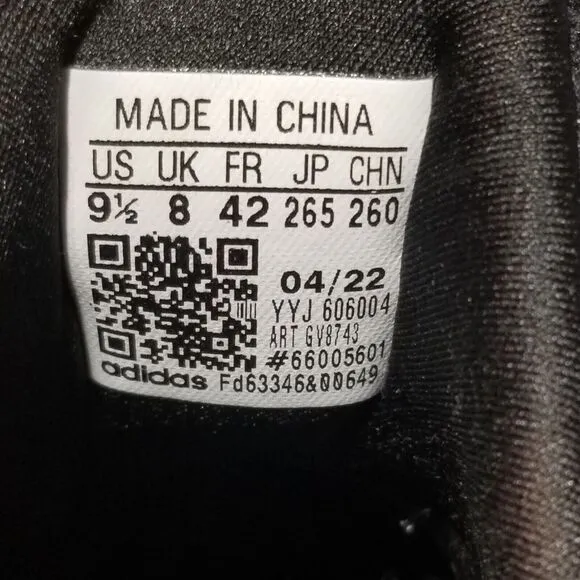 MADE IN CHINA
US UK FR JP CHN
9½ 8 42 265 260
04/22
YYJ 606004
ART GV8743
#66005601
adidas Fd63346&00649